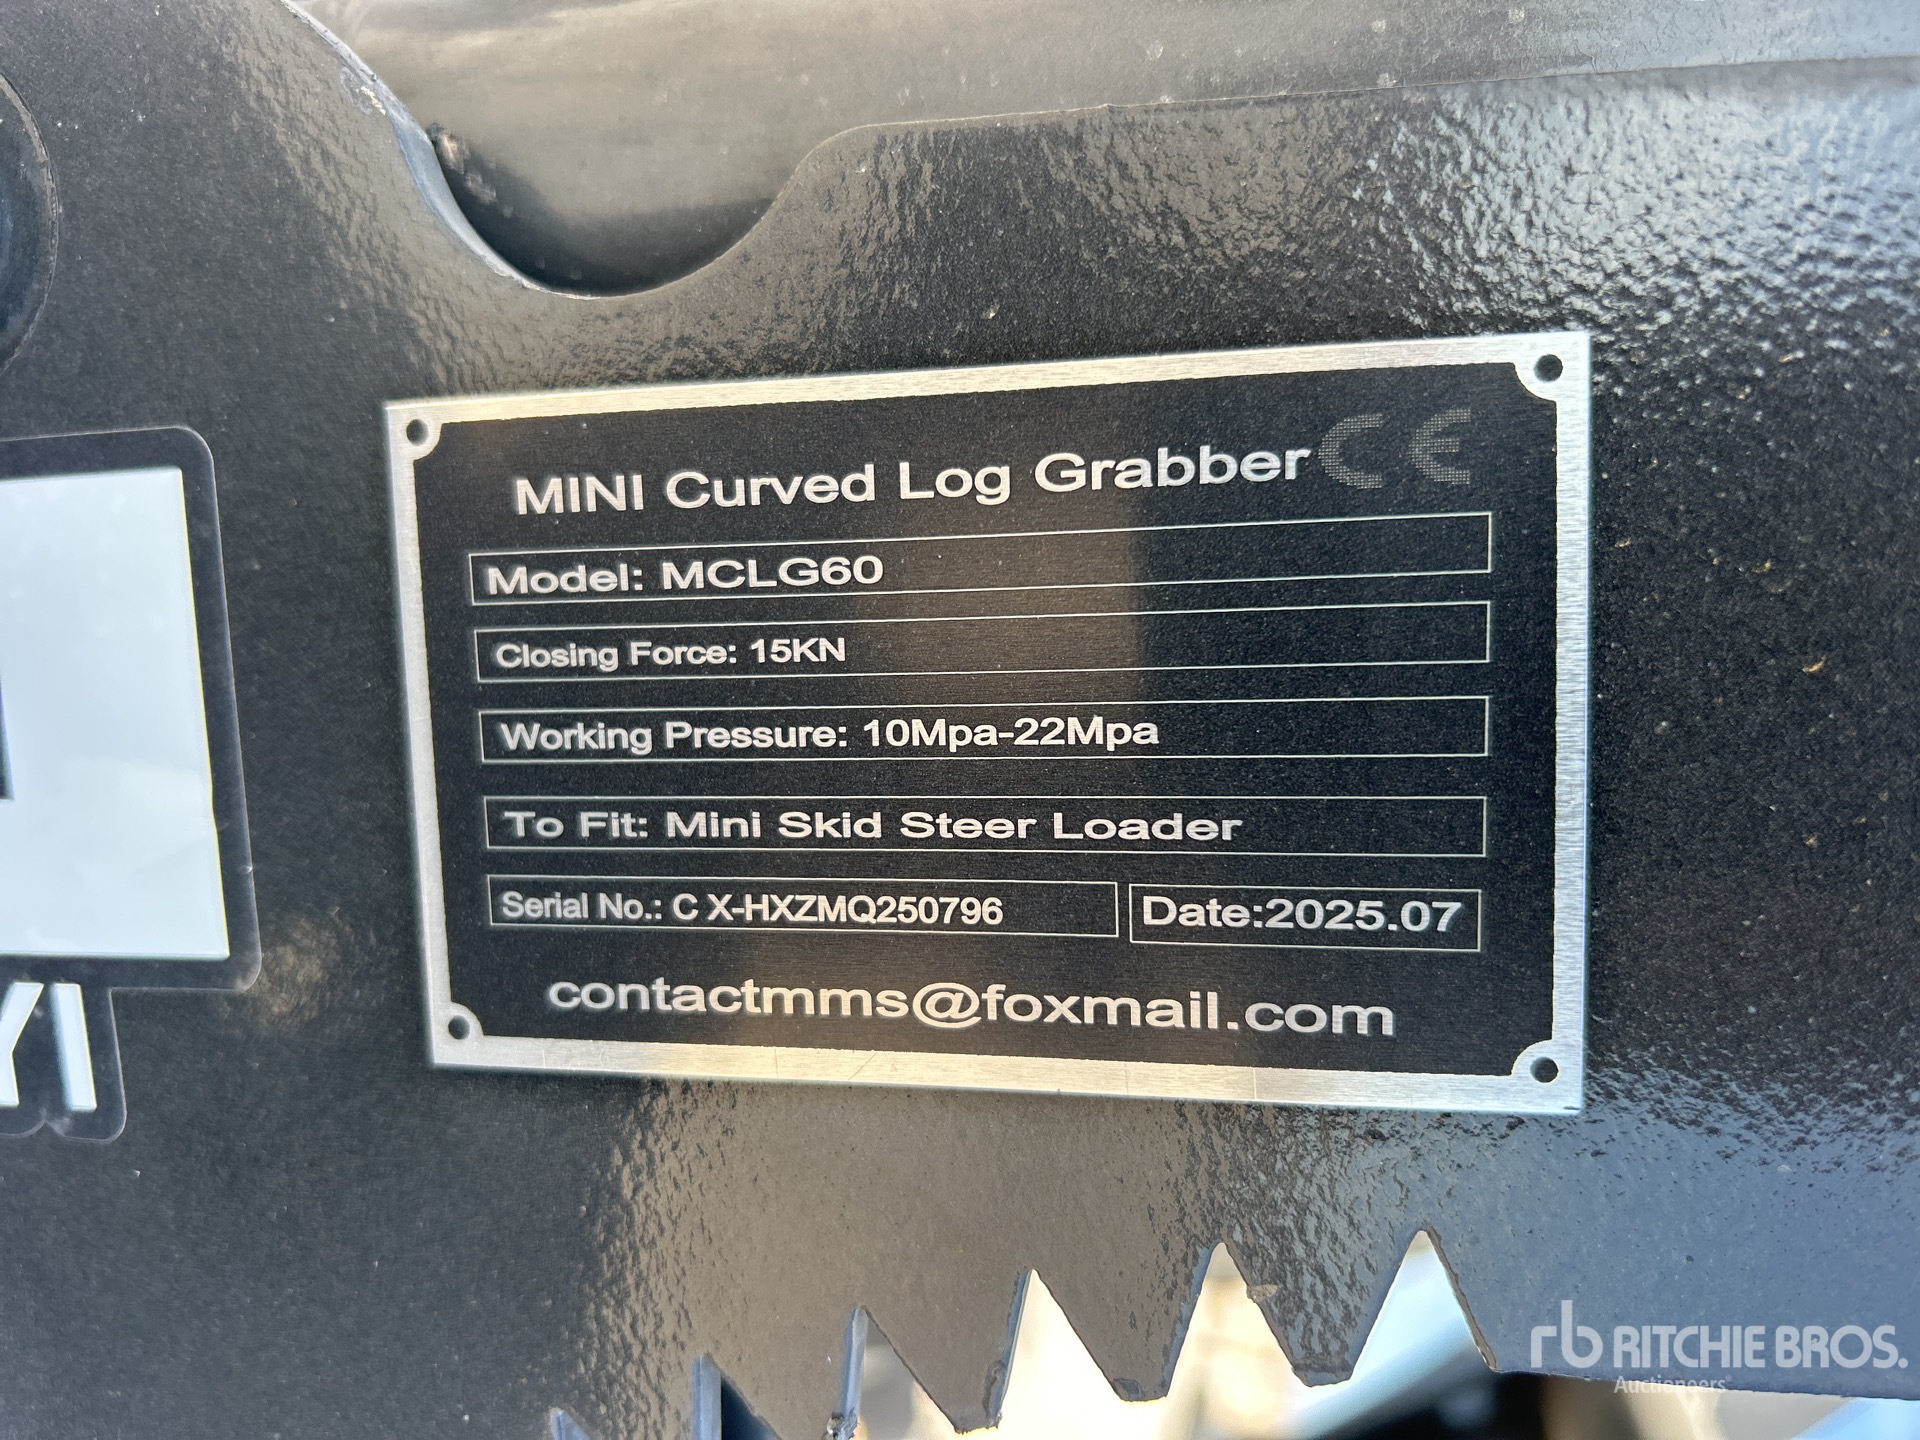 MINI Curved Log Grabber CE
Model: MCLG60
Closing Force: 15KN
Working Pressure: 10Mpa-22Mpa
To Fit: Mini Skid Steer Loader
Serial No.: C X-HXZMQ250796
Date:2025.07
contactmms@foxmail.com
YI
rb RITCHIE BROS.
Auctioneers